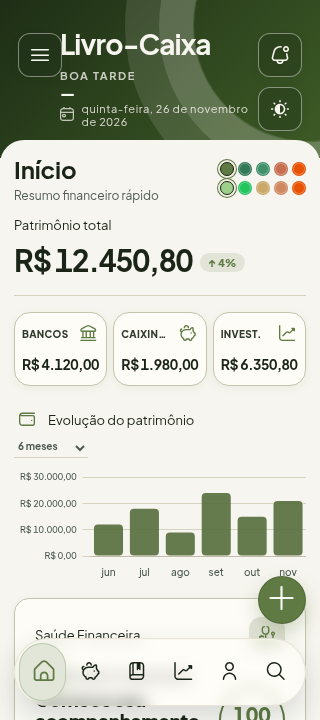 Livro-Caixa
BOA TARDE
quinta-feira, 26 de novembro
de 2026
Início
Resumo financeiro rápido
Patrimônio total
R$ 12.450,80
↑ 4%
BANCOS
R$ 4.120,00
CAIXIN...
R$ 1.980,00
INVEST.
R$ 6.350,80
Evolução do patrimônio
6 meses
R$ 30.000,00
R$ 20.000,00
R$ 10.000,00
R$ 0,00
jun jul ago set out nov
Saúde Financeira
acompanhamento
100